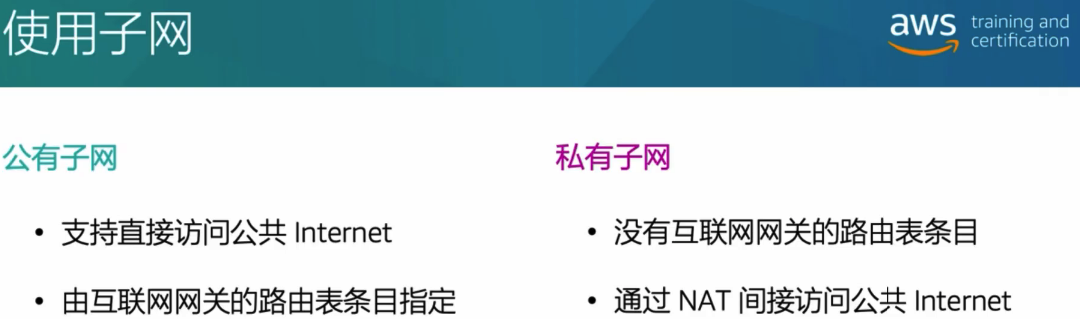 使用子网
aws training and certification
公有子网
• 支持直接访问公共 Internet
• 由互联网网关的路由表条目指定
私有子网
• 没有互联网网关的路由表条目
• 通过 NAT 间接访问公共 Internet